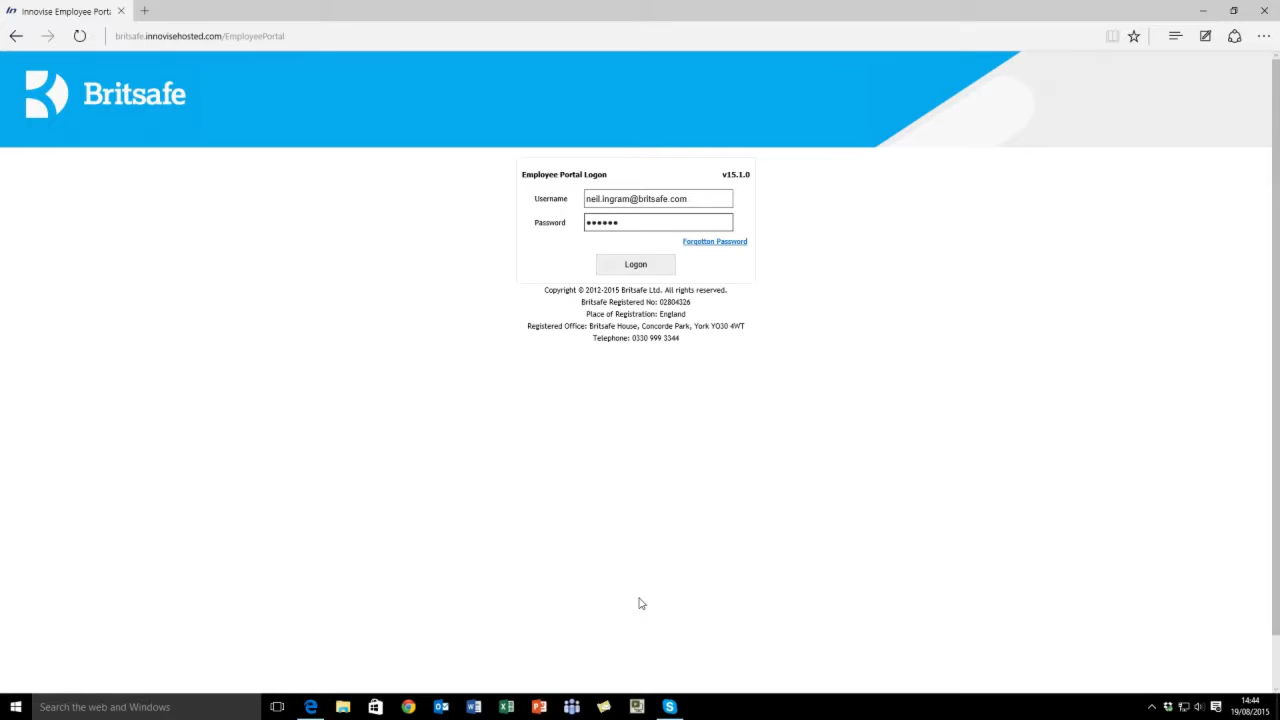 Innovise Employee Port
britsafe.innovisehosted.com/EmployeePortal
Britsafe
Employee Portal Logon v15.1.0
Username neil.ingram@britsafe.com
Password ••••••
Forgotton Password
Logon
Copyright © 2012-2015 Britsafe Ltd. All rights reserved.
Britsafe Registered No: 02804326
Place of Registration: England
Registered Office: Britsafe House, Concorde Park, York YO30 4WT
Telephone: 0330 999 3344
Search the web and Windows
14:44
19/08/2015